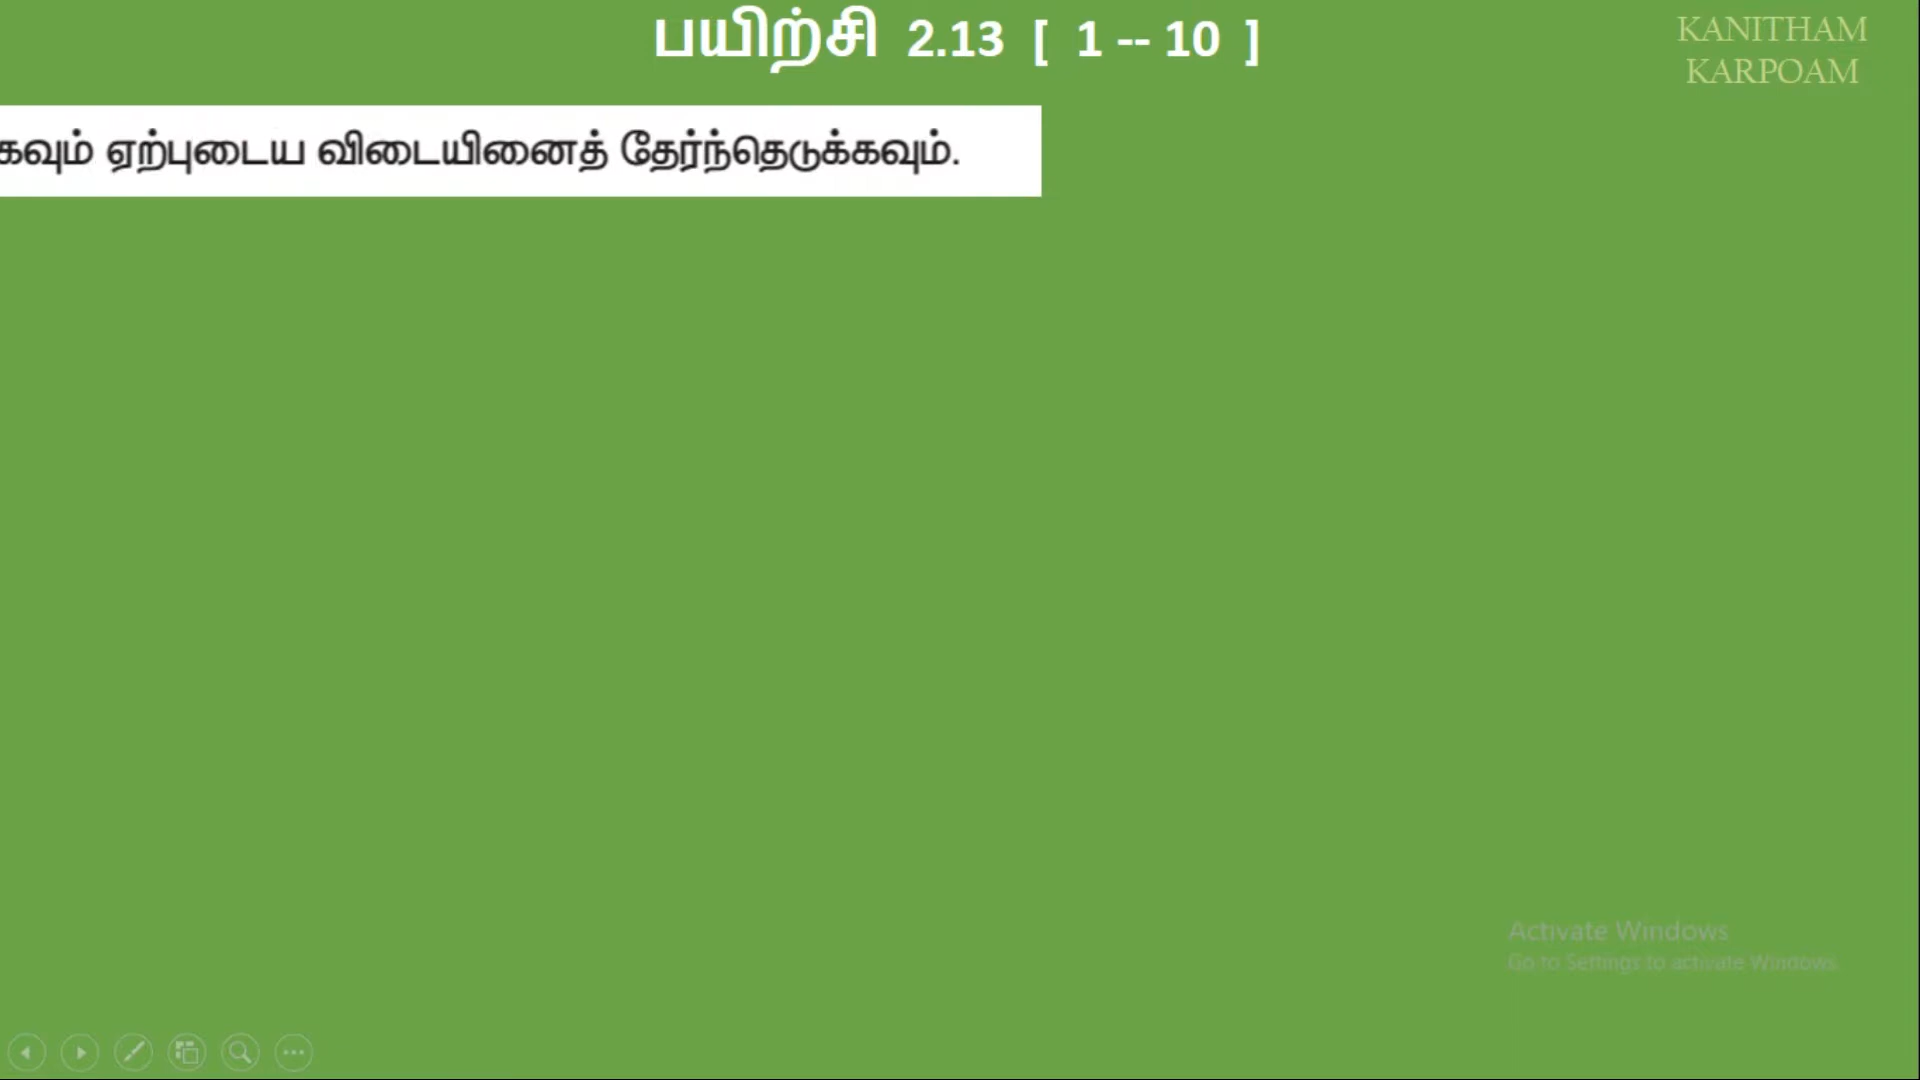 பயிற்சி 2.13 [ 1 -- 10 ]
KANITHAM
KARPOAM
கவும் ஏற்புடைய விடையினைத் தேர்ந்தெடுக்கவும்.
Activate Windows
Go to Settings to activate Windows.